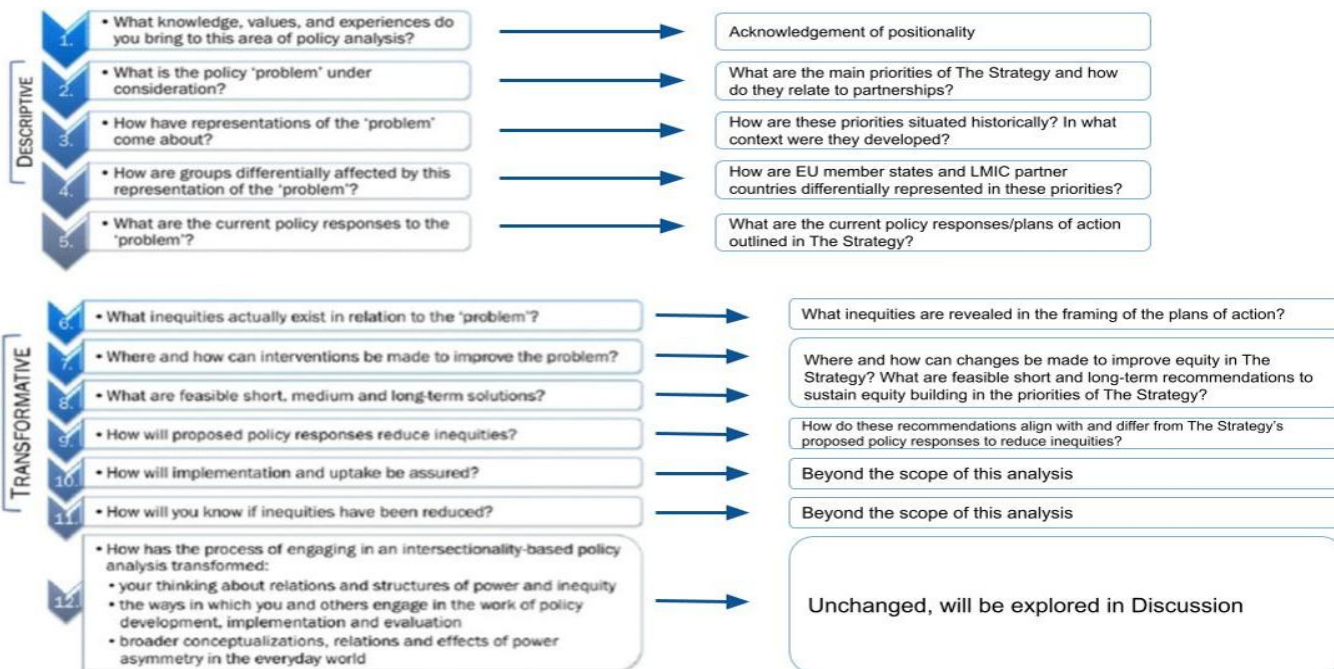 DESCRIPTIVE
1.
• What knowledge, values, and experiences do
you bring to this area of policy analysis?
Acknowledgement of positionality
2.
• What is the policy 'problem' under
consideration?
What are the main priorities of The Strategy and how
do they relate to partnerships?
3.
• How have representations of the 'problem'
come about?
How are these priorities situated historically? In what
context were they developed?
4.
• How are groups differentially affected by this
representation of the 'problem'?
How are EU member states and LMIC partner
countries differentially represented in these priorities?
5.
• What are the current policy responses to the
'problem'?
What are the current policy responses/plans of action
outlined in The Strategy?
TRANSFORMATIVE
6.
• What inequities actually exist in relation to the 'problem'?
What inequities are revealed in the framing of the plans of action?
7.
• Where and how can interventions be made to improve the problem?
8.
• What are feasible short, medium and long-term solutions?
Where and how can changes be made to improve equity in The
Strategy? What are feasible short and long-term recommendations to
sustain equity building in the priorities of The Strategy?
9.
• How will proposed policy responses reduce inequities?
How do these recommendations align with and differ from The Strategy's
proposed policy responses to reduce inequities?
10.
• How will implementation and uptake be assured?
Beyond the scope of this analysis
11.
• How will you know if inequities have been reduced?
Beyond the scope of this analysis
12.
• How has the process of engaging in an intersectionality-based policy
analysis transformed:
• your thinking about relations and structures of power and inequity
• the ways in which you and others engage in the work of policy
development, implementation and evaluation
• broader conceptualizations, relations and effects of power
asymmetry in the everyday world
Unchanged, will be explored in Discussion